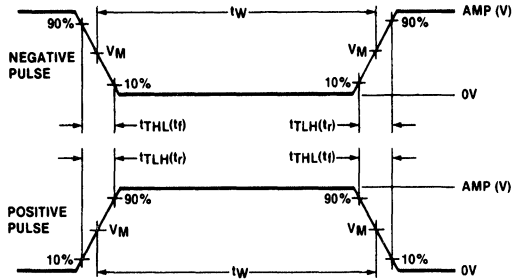 tW
AMP (V)
90% 90%
NEGATIVE
PULSE
VM VM
10% 10%
0V
tTHL(tf) tTLH(tr)
tTLH(tr) tTHL(tf)
AMP (V)
90% 90%
POSITIVE
PULSE
VM VM
10% 10%
0V
tW